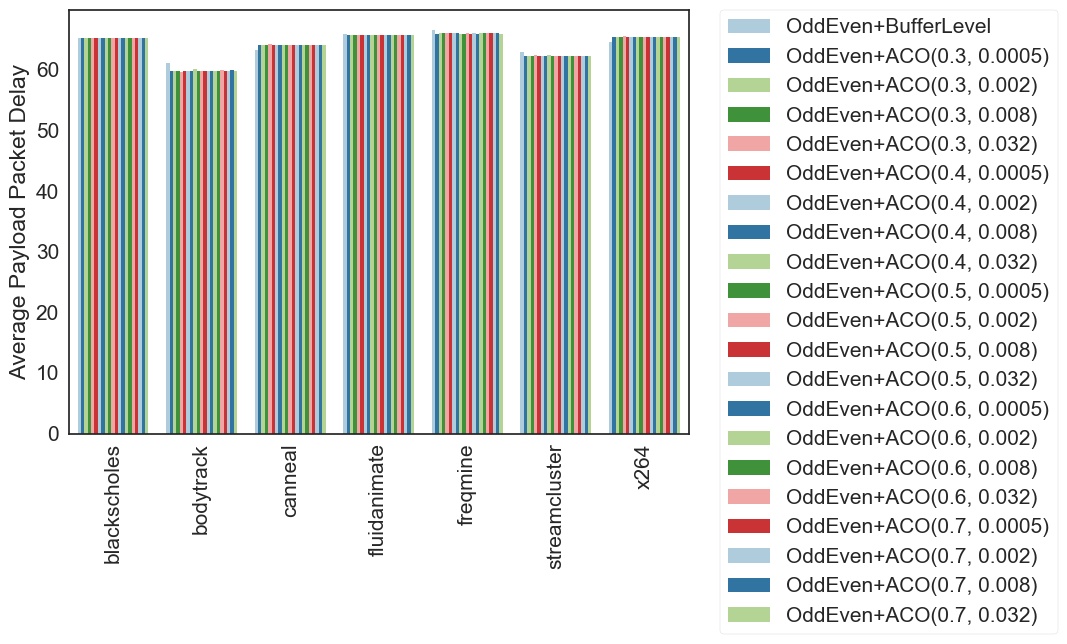 Average Payload Packet Delay
60
50
40
30
20
10
0
blackscholes
bodytrack
canneal
fluidanimate
freqmine
streamcluster
x264
OddEven+BufferLevel
OddEven+ACO(0.3, 0.0005)
OddEven+ACO(0.3, 0.002)
OddEven+ACO(0.3, 0.008)
OddEven+ACO(0.3, 0.032)
OddEven+ACO(0.4, 0.0005)
OddEven+ACO(0.4, 0.002)
OddEven+ACO(0.4, 0.008)
OddEven+ACO(0.4, 0.032)
OddEven+ACO(0.5, 0.0005)
OddEven+ACO(0.5, 0.002)
OddEven+ACO(0.5, 0.008)
OddEven+ACO(0.5, 0.032)
OddEven+ACO(0.6, 0.0005)
OddEven+ACO(0.6, 0.002)
OddEven+ACO(0.6, 0.008)
OddEven+ACO(0.6, 0.032)
OddEven+ACO(0.7, 0.0005)
OddEven+ACO(0.7, 0.002)
OddEven+ACO(0.7, 0.008)
OddEven+ACO(0.7, 0.032)